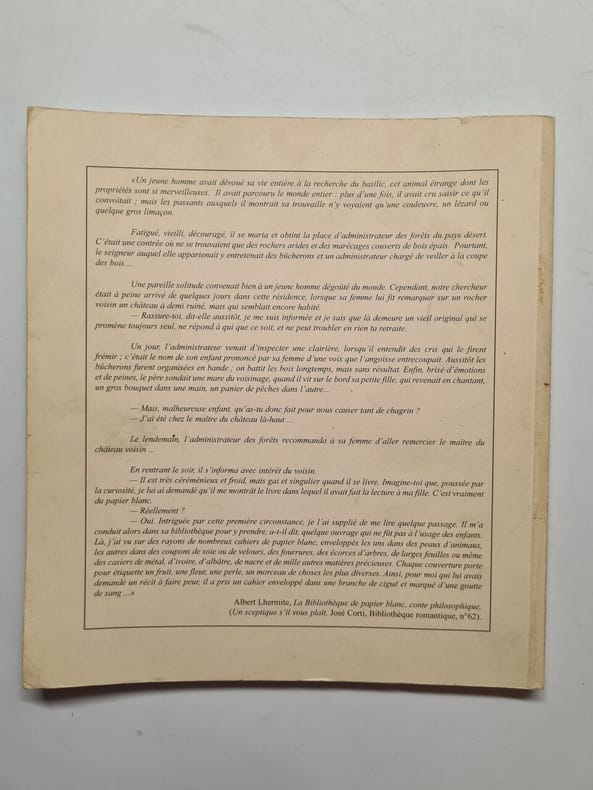 «Un jeune homme avait dévoué sa vie entière à la recherche du basilic, cet animal étrange dont les
propriétés sont si merveilleuses. Il avait parcouru le monde entier : plus d'une fois, il avait cru saisir ce qu'il
convoitait ; mais les passants auxquels il montrait sa trouvaille n'y voyaient qu'une couleuvre, un lézard ou
quelque gros limaçon.
Fatigué, vieilli, découragé, il se maria et obtint la place d'administrateur des forêts du pays désert.
C'était une contrée où ne se trouvaient que des rochers arides et des marécages couverts de bois épais. Pourtant,
le seigneur auquel elle appartenait y entretenait des bûcherons et un administrateur chargé de veiller à la coupe
des bois ...
Une pareille solitude convenait bien à un jeune homme dégoûté du monde. Cependant, notre chercheur
était à peine arrivé de quelques jours dans cette résidence, lorsque sa femme lui fit remarquer sur un rocher
voisin un château à demi ruiné, mais qui semblait encore habité.
— Rassure-toi, dit-elle aussitôt, je me suis informée et je sais que là demeure un vieil original qui se
promène toujours seul, ne répond à qui que ce soit, et ne peut troubler en rien ta retraite.
Un jour, l'administrateur venait d'inspecter une clairière, lorsqu'il entendit des cris qui le firent
frémir ; c'était le nom de son enfant prononcé par sa femme d'une voix que l'angoisse entrecoupait. Aussitôt les
bûcherons furent organisés en bande ; on battit les bois longtemps, mais sans résultat. Enfin, brisé d'émotions
et de peines, le père sondait une mare du voisinage, quand il vit sur le bord sa petite fille, qui revenait en chantant,
un gros bouquet dans une main, un panier de pêches dans l'autre...
— Mais, malheureuse enfant, qu'as-tu donc fait pour nous causer tant de chagrin ?
— J'ai été chez le maître du château là-haut ...
Le lendemain, l'administrateur des forêts recommanda à sa femme d'aller remercier le maître du
château voisin ...
En rentrant le soir, il s'informa avec intérêt du voisin.
— Il est très cérémènieux et froid, mais gai et singulier quand il se livre. Imagine-toi que, poussée par
la curiosité, je lui ai demandé qu'il me montrât le livre dans lequel il avait fait la lecture à ma fille. C'est vraiment
du papier blanc.
— Réellement ?
— Oui. Intriguée par cette première circonstance, je l'ai supplié de me lire quelque passage. Il m'a
conduit alors dans sa bibliothèque pour y prendre, a-t-il dit, quelque ouvrage qui ne fût pas à l'usage des enfants.
Là, j'ai vu sur des rayons de nombreux cahiers de papier blanc, enveloppés les uns dans des peaux d'animaux,
les autres dans des coupons de soie ou de velours, des fourrures, des écorces d'arbres, de larges feuilles ou même
des casiers de métal, d'ivoire, d'albâtre, de nacre et de mille autres matières précieuses. Chaque couverture porte
pour étiquette un fruit, une fleur, une perle, un morceau de choses les plus diverses. Ainsi, pour moi qui lui avais
demandé un récit à faire peur, il a pris un cahier enveloppé dans une branche de ciguë et marqué d'une goutte
de sang ...»
Albert Lhermite, La Bibliothèque de papier blanc, conte philosophique,
(Un sceptique s'il vous plaît, José Corti, Bibliothèque romantique, n°62).